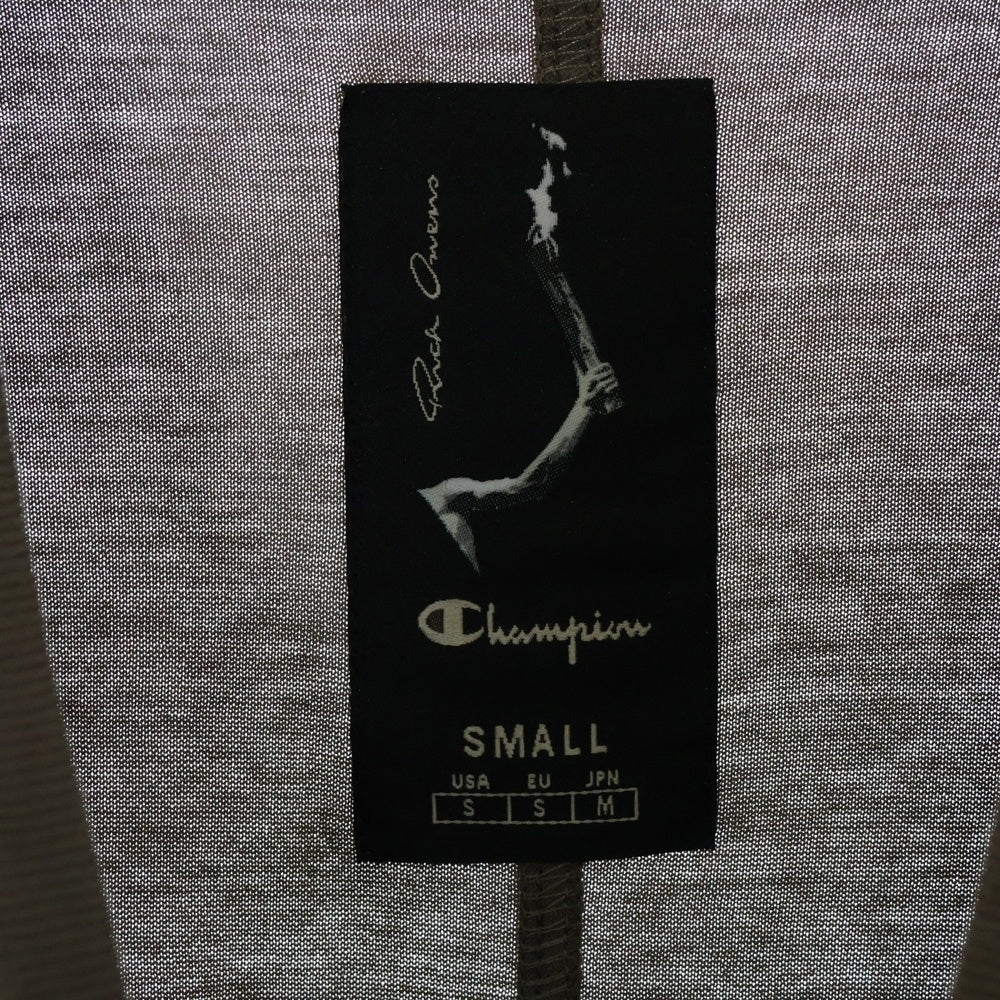 Rick Owens
Champion
SMALL
USA EU JPN
S S M